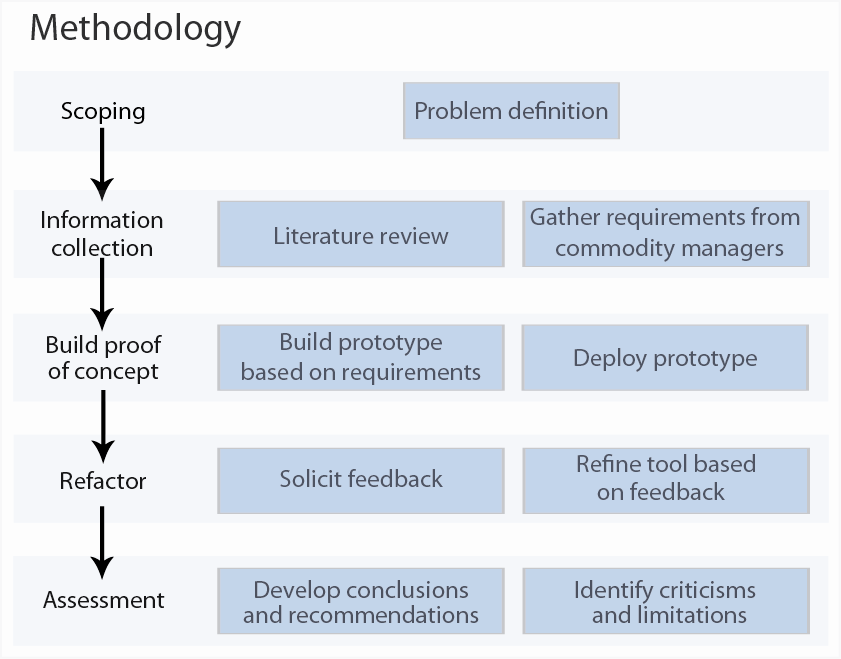 Methodology
Scoping
Problem definition
Information
collection
Literature review
Gather requirements from
commodity managers
Build proof
of concept
Build prototype
based on requirements
Deploy prototype
Refactor
Solicit feedback
Refine tool based
on feedback
Assessment
Develop conclusions
and recommendations
Identify criticisms
and limitations